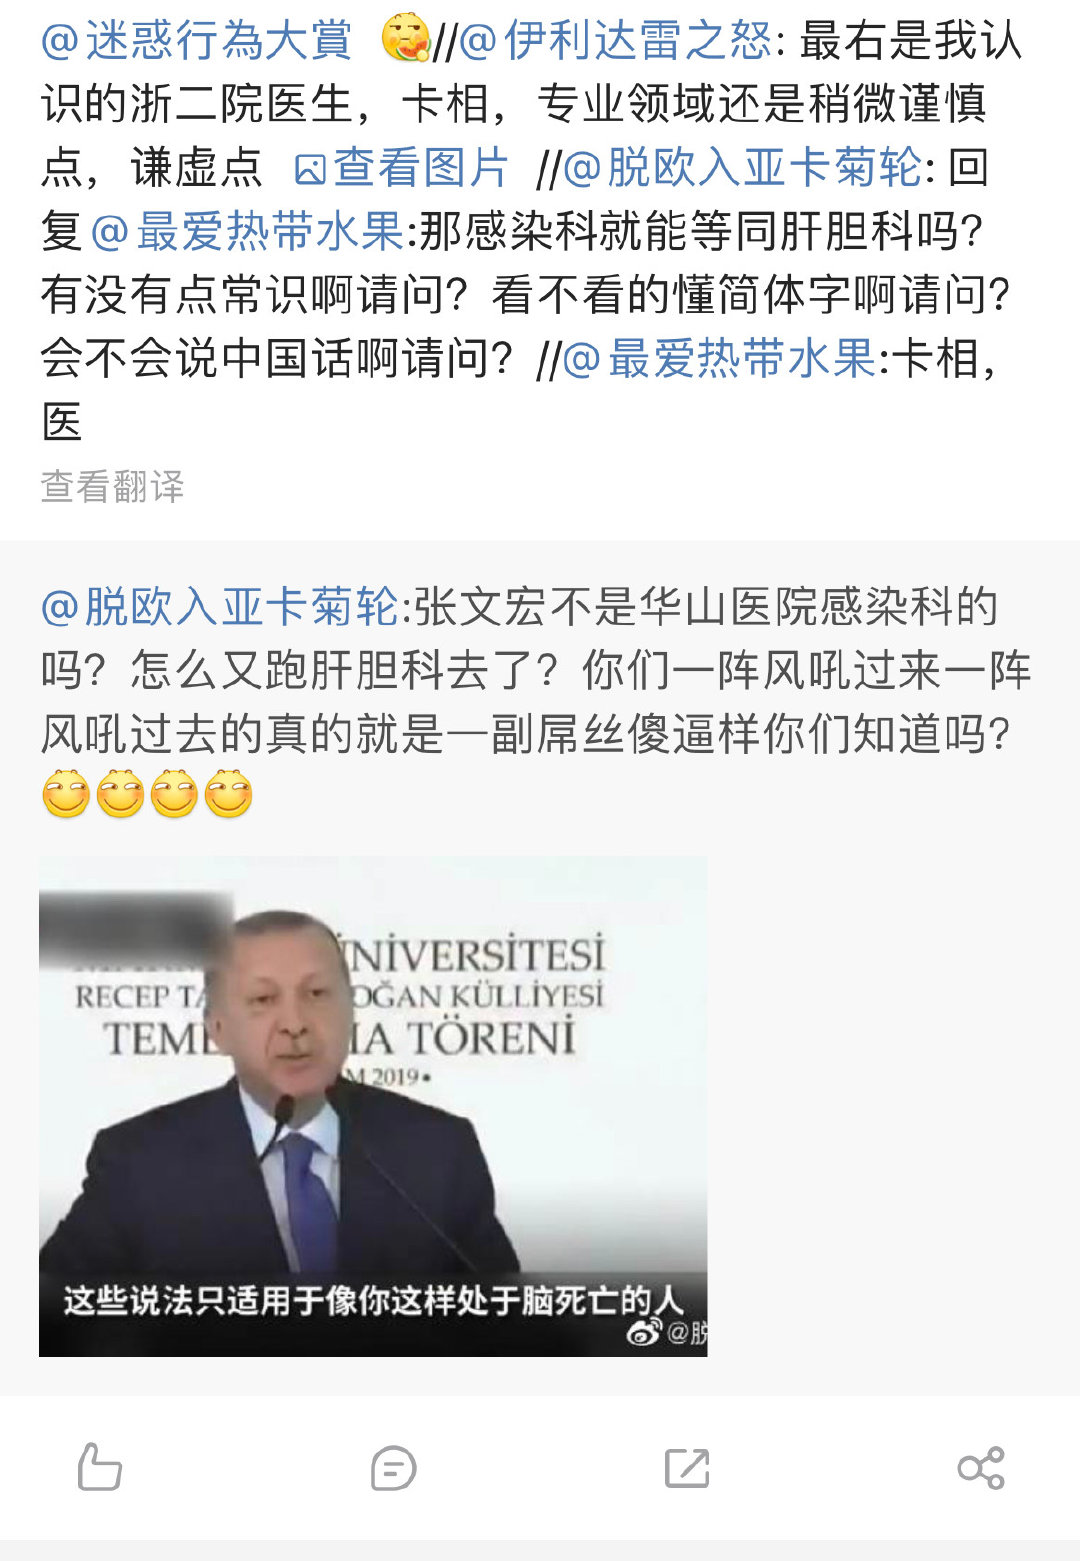 @迷惑行為大賞 //@伊利达雷之怒: 最右是我认
识的浙二院医生，卡相，专业领域还是稍微谨慎
点，谦虚点 查看图片 //@脱欧入亚卡菊轮: 回
复@最爱热带水果:那感染科就能等同肝胆科吗？
有没有点常识啊请问？看不看的懂简体字啊请问？
会不会说中国话啊请问？//@最爱热带水果:卡相，
医
查看翻译
@脱欧入亚卡菊轮:张文宏不是华山医院感染科的
吗？怎么又跑肝胆科去了？你们一阵风吼过来一阵
风吼过去的真的就是一副屌丝傻逼样你们知道吗？
ÜNİVERSİTESİ
RECEP TA OĞAN KÜLLİYESİ
TEME MA TÖRENİ
M 2019•
这些说法只适用于像你这样处于脑死亡的人
@脱